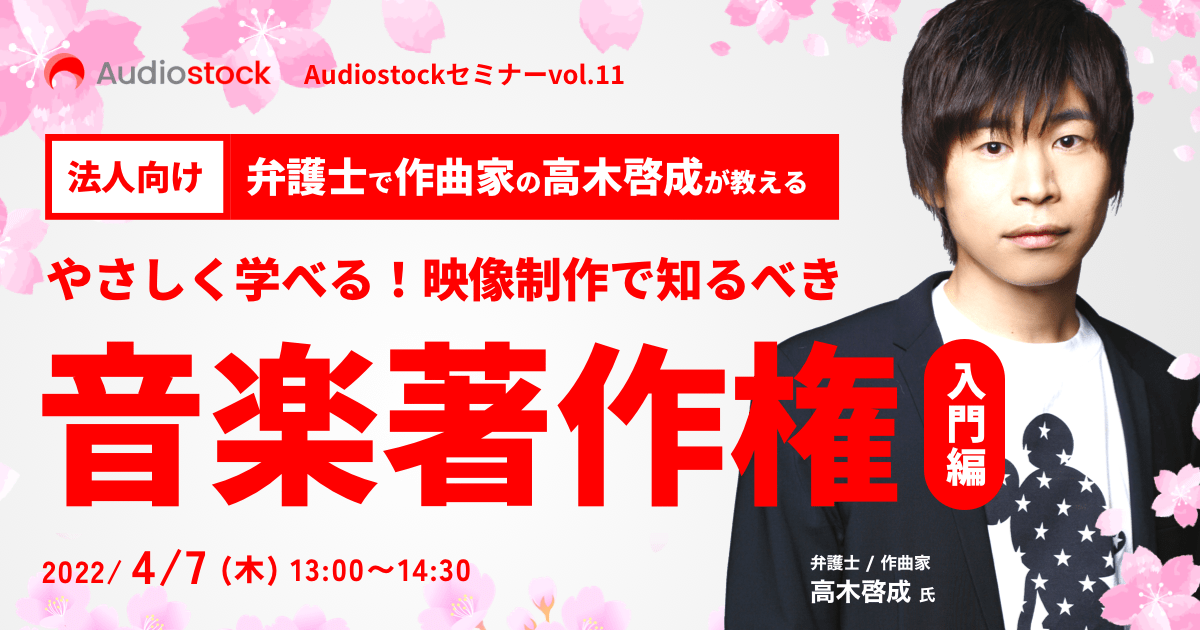 Audiostock
Audiostockセミナーvol.11
法人向け
弁護士で作曲家の高木啓成が教える
やさしく学べる！映像制作で知るべき
音楽著作権
入門編
2022/ 4/7 (木) 13:00〜14:30
弁護士 / 作曲家
高木啓成 氏